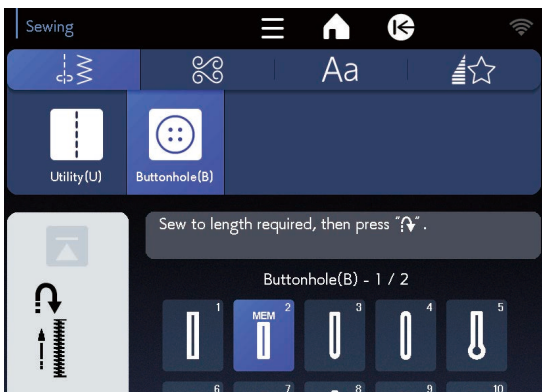 Sewing
Aa
Utility(U)
Buttonhole(B)
Sew to length required, then press "↷".
Buttonhole(B) - 1 / 2
1
MEM 2
3
4
5
6
7
8
9
10